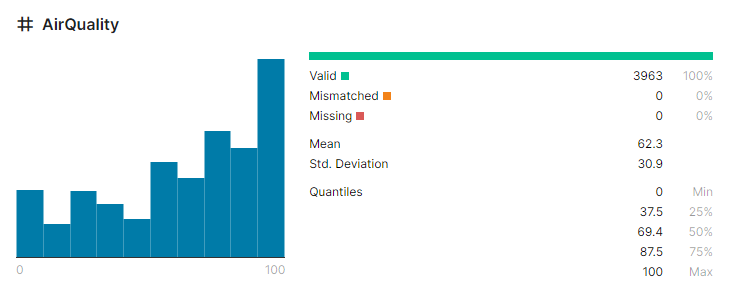 AirQuality
Valid 3963 100%
Mismatched 0 0%
Missing 0 0%
Mean 62.3
Std. Deviation 30.9
Quantiles 0 Min
37.5 25%
69.4 50%
87.5 75%
100 Max
0 100